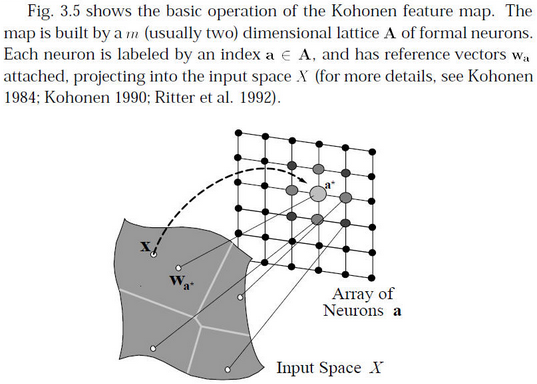 Fig. 3.5 shows the basic operation of the Kohonen feature map. The
map is built by a m (usually two) dimensional lattice A of formal neurons.
Each neuron is labeled by an index a ∈ A, and has reference vectors wₐ
attached, projecting into the input space X (for more details, see Kohonen
1984; Kohonen 1990; Ritter et al. 1992).
a*
X
Wₐ*
Array of
Neurons a
Input Space X